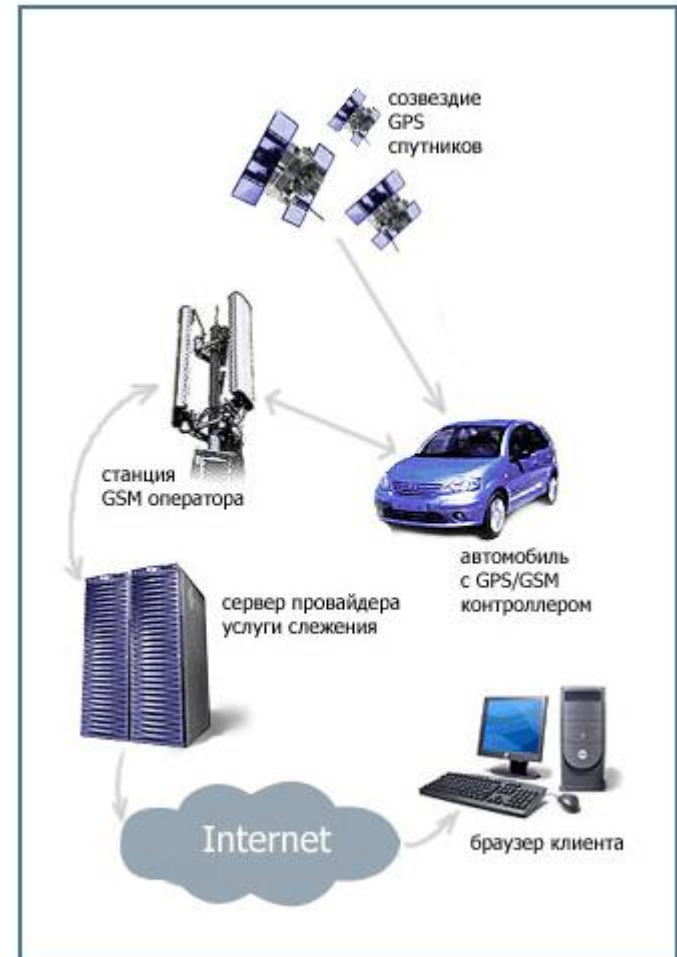 созвездие
GPS
спутников
станция
GSM оператора
автомобиль
с GPS/GSM
контроллером
сервер провайдера
услуги слежения
Internet
браузер клиента